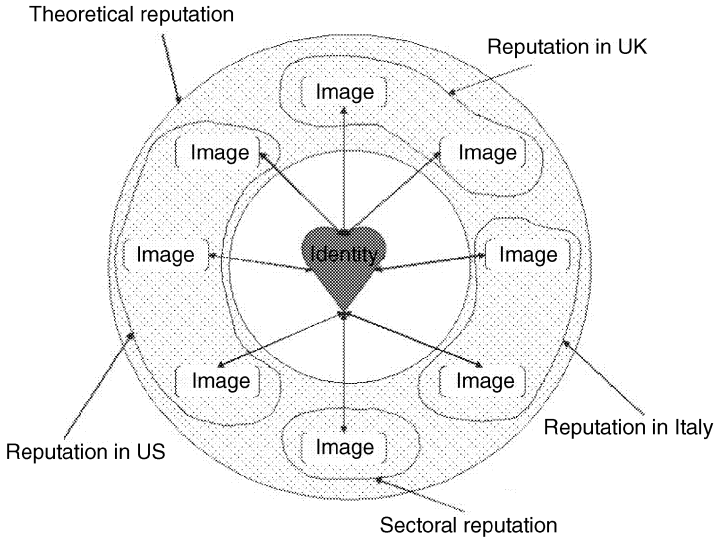 Theoretical reputation
Reputation in UK
Image
Image
Image
Identity
Image
Image
Image
Image
Reputation in Italy
Reputation in US
Image
Sectoral reputation